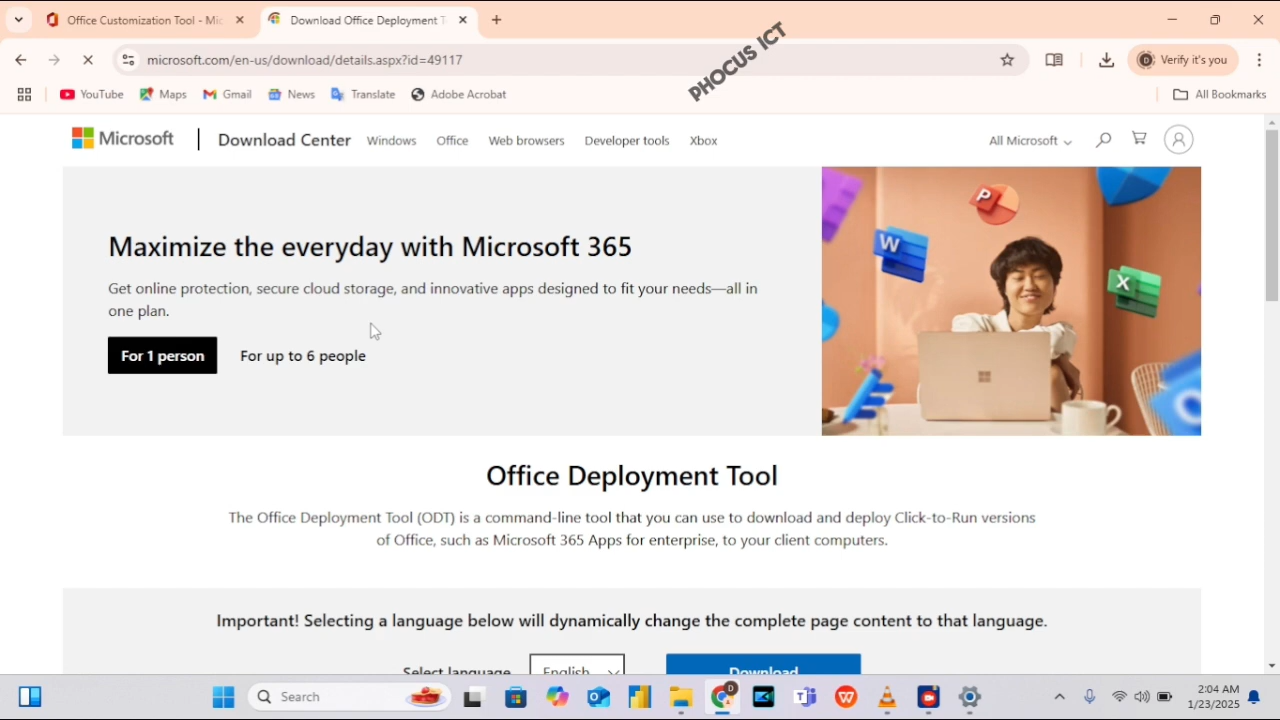 Office Customization Tool - Mic
Download Office Deployment T
microsoft.com/en-us/download/details.aspx?id=49117
Verify it's you
PHOCUS ICT
YouTube
Maps
Gmail
News
Translate
Adobe Acrobat
All Bookmarks
Microsoft
Download Center
Windows
Office
Web browsers
Developer tools
Xbox
All Microsoft
Maximize the everyday with Microsoft 365
Get online protection, secure cloud storage, and innovative apps designed to fit your needs—all in
one plan.
For 1 person
For up to 6 people
P
W
X
Office Deployment Tool
The Office Deployment Tool (ODT) is a command-line tool that you can use to download and deploy Click-to-Run versions
of Office, such as Microsoft 365 Apps for enterprise, to your client computers.
Important! Selecting a language below will dynamically change the complete page content to that language.
Select language
English
Download
Search
2:04 AM
1/23/2025